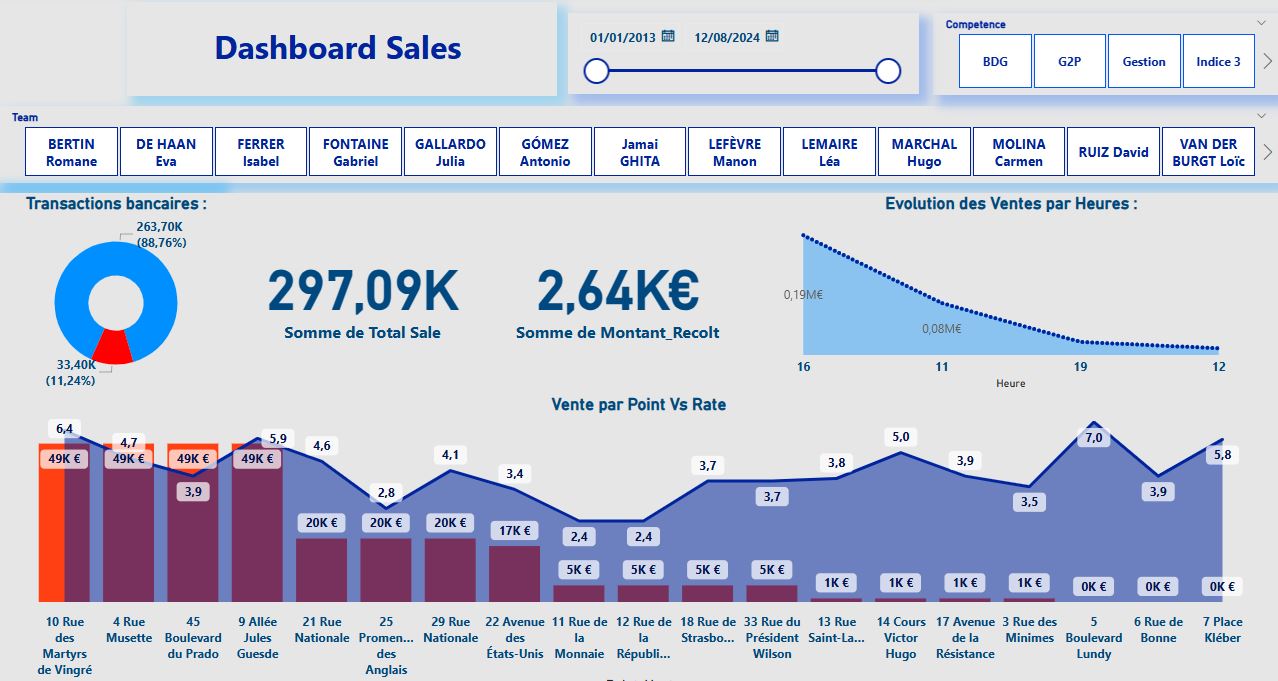 Dashboard Sales
01/01/2013
12/08/2024
Competence
BDG
G2P
Gestion
Indice 3
Team
BERTIN
Romane
DE HAAN
Eva
FERRER
Isabel
FONTAINE
Gabriel
GALLARDO
Julia
GÓMEZ
Antonio
Jamai
GHITA
LEFÈVRE
Manon
LEMAIRE
Léa
MARCHAL
Hugo
MOLINA
Carmen
RUIZ David
VAN DER
BURGT Loïc
Transactions bancaires :
263,70K
(88,76%)
33,40K
(11,24%)
297,09K
Somme de Total Sale
2,64K€
Somme de Montant_Recolt
Evolution des Ventes par Heures :
0,19M€
0,08M€
16
11
19
12
Heure
Vente par Point Vs Rate
6,4
4,7
3,9
5,9
4,6
2,8
4,1
3,4
2,4
2,4
3,7
3,7
3,8
5,0
3,9
3,5
7,0
3,9
5,8
49K €
49K €
49K €
49K €
20K €
20K €
20K €
17K €
5K €
5K €
5K €
5K €
1K €
1K €
1K €
1K €
0K €
0K €
0K €
10 Rue
des
Martyrs
de Vingré
4 Rue
Musette
45
Boulevard
du Prado
9 Allée
Jules
Guesde
21 Rue
Nationale
25
Promen...
des
Anglais
29 Rue
Nationale
22 Avenue
des
États-Unis
11 Rue de
la
Monnaie
12 Rue de
la
Républi...
18 Rue de
Strasbo...
33 Rue du
Président
Wilson
13 Rue
Saint-La...
14 Cours
Victor
Hugo
17 Avenue
de la
Résistance
3 Rue des
Minimes
5
Boulevard
Lundy
6 Rue de
Bonne
7 Place
Kléber